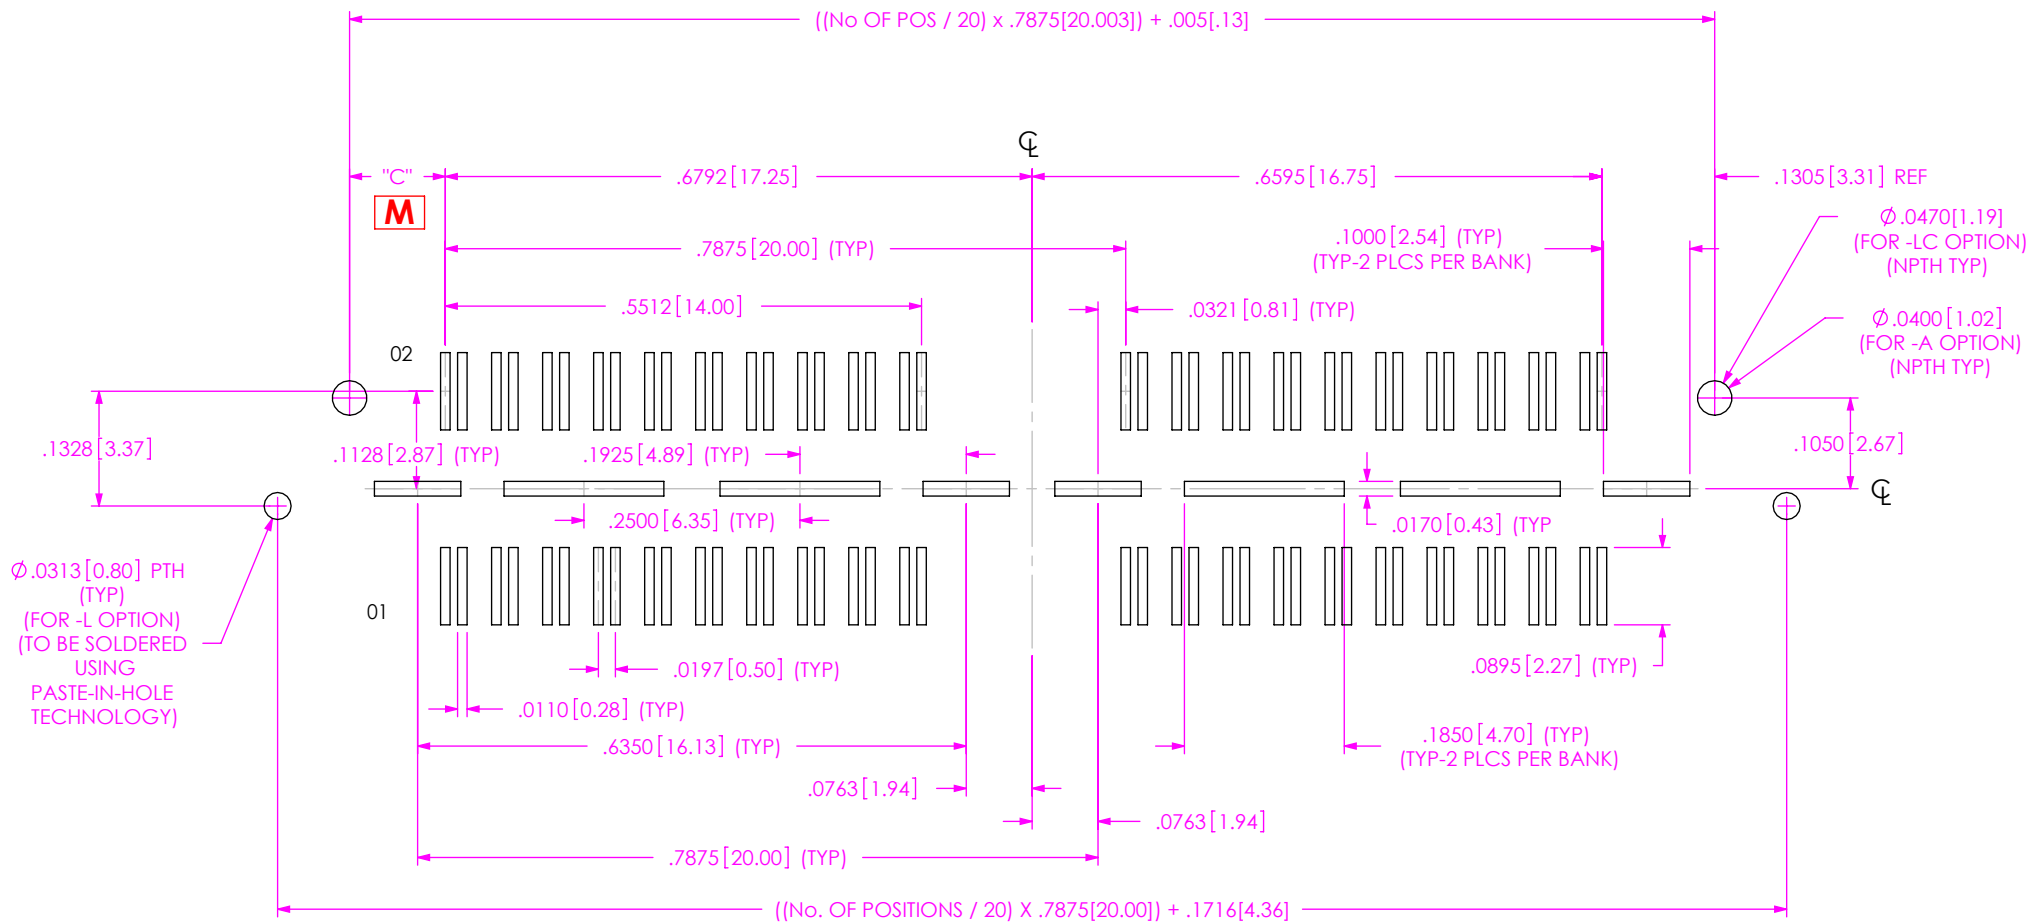 ((No OF POS / 20) x .7875[20.003]) + .005[.13]
℄
"C"
.6792[17.25]
.6595[16.75]
.1305[3.31] REF
M
Ø.0470[1.19]
(FOR -LC OPTION)
(NPTH TYP)
.7875[20.00] (TYP)
.1000[2.54] (TYP)
(TYP-2 PLCS PER BANK)
.5512[14.00]
.0321[0.81] (TYP)
Ø.0400[1.02]
(FOR -A OPTION)
(NPTH TYP)
02
.1328[3.37]
.1128[2.87] (TYP)
.1925[4.89] (TYP)
.1050[2.67]
℄
.2500[6.35] (TYP)
.0170[0.43] (TYP
Ø.0313[0.80] PTH
(TYP)
(FOR -L OPTION)
(TO BE SOLDERED
USING
PASTE-IN-HOLE
TECHNOLOGY)
01
.0197[0.50] (TYP)
.0895[2.27] (TYP)
.0110[0.28] (TYP)
.6350[16.13] (TYP)
.1850[4.70] (TYP)
(TYP-2 PLCS PER BANK)
.0763[1.94]
.0763[1.94]
.7875[20.00] (TYP)
((No. OF POSITIONS / 20) X .7875[20.00]) + .1716[4.36]